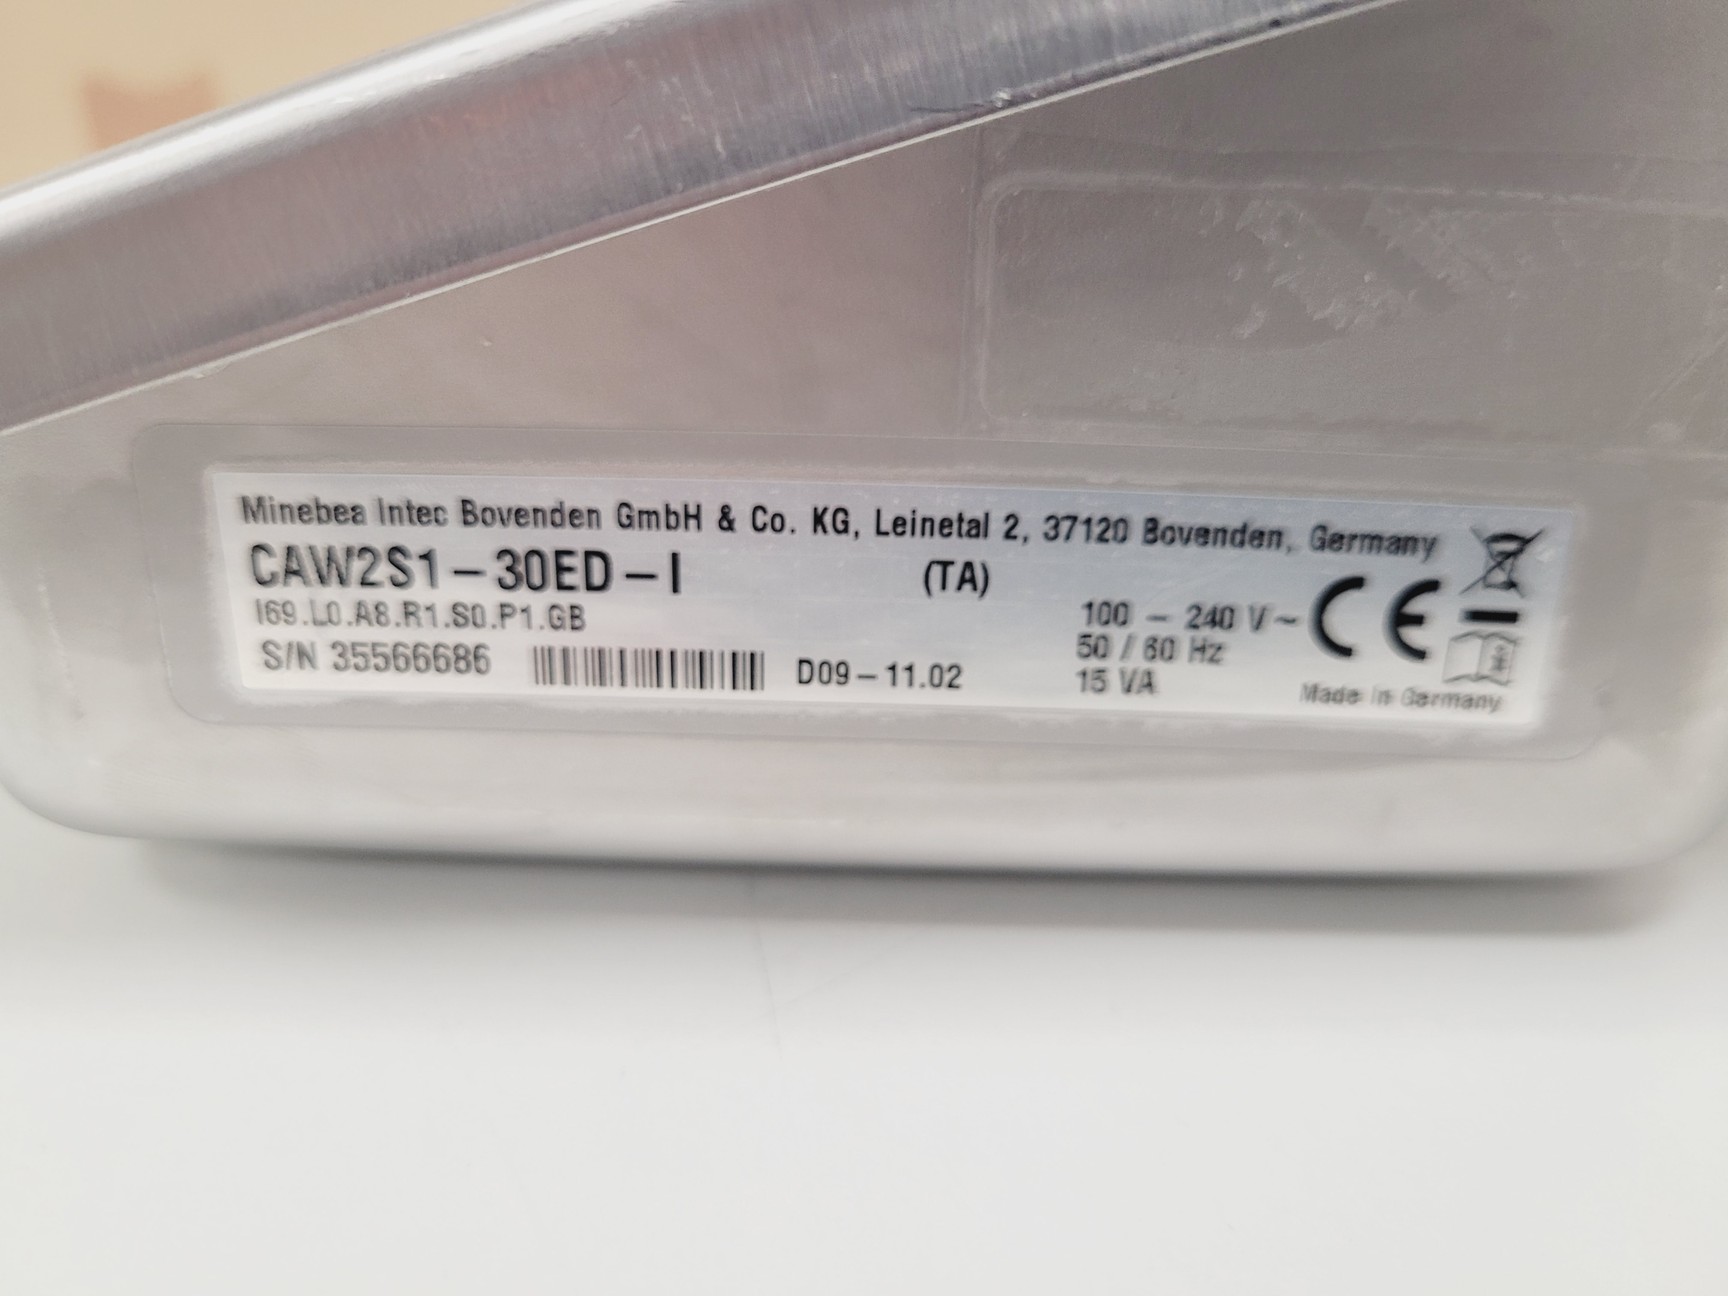 Minebea Intec Bovenden GmbH & Co. KG, Leinetal 2, 37120 Bovenden, Germany
CAW2S1-30ED-I (TA)
I69.L0.A8.R1.S0.P1.GB
S/N 35566686 D09-11.02
100 - 240 V~
50 / 60 Hz
15 VA
CE
Made in Germany